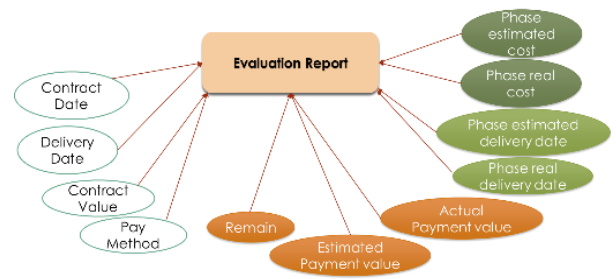 Evaluation Report
Contract
Date
Delivery
Date
Contract
Value
Pay
Method
Remain
Estimated
Payment value
Actual
Payment value
Phase
estimated
cost
Phase real
cost
Phase estimated
delivery date
Phase real
delivery date